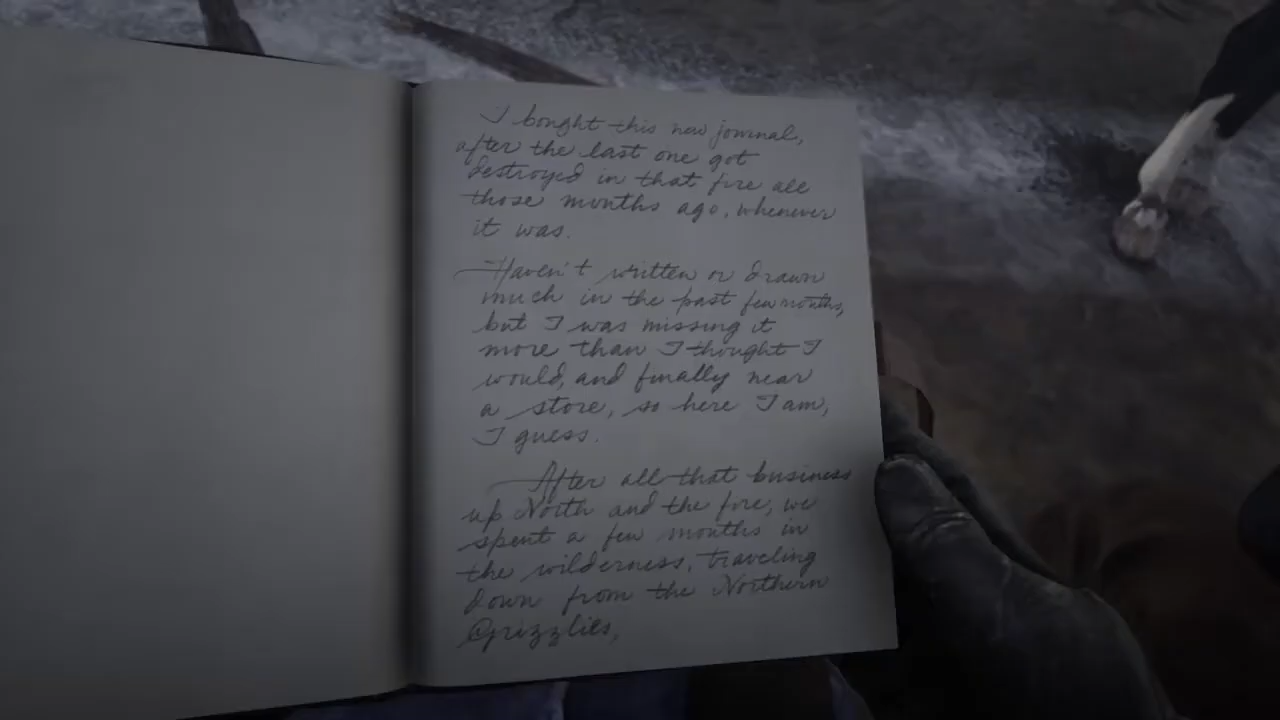 I bought this new journal,
after the last one got
destroyed in that fire all
those months ago, whenever
it was.
Haven't written or drawn
much in the past few months,
but I was missing it
more than I thought I
would, and finally near
a store, so here I am,
I guess.
After all that business
up North and the fire, we
spent a few months in
the wilderness, traveling
down from the Northern
Grizzlies,